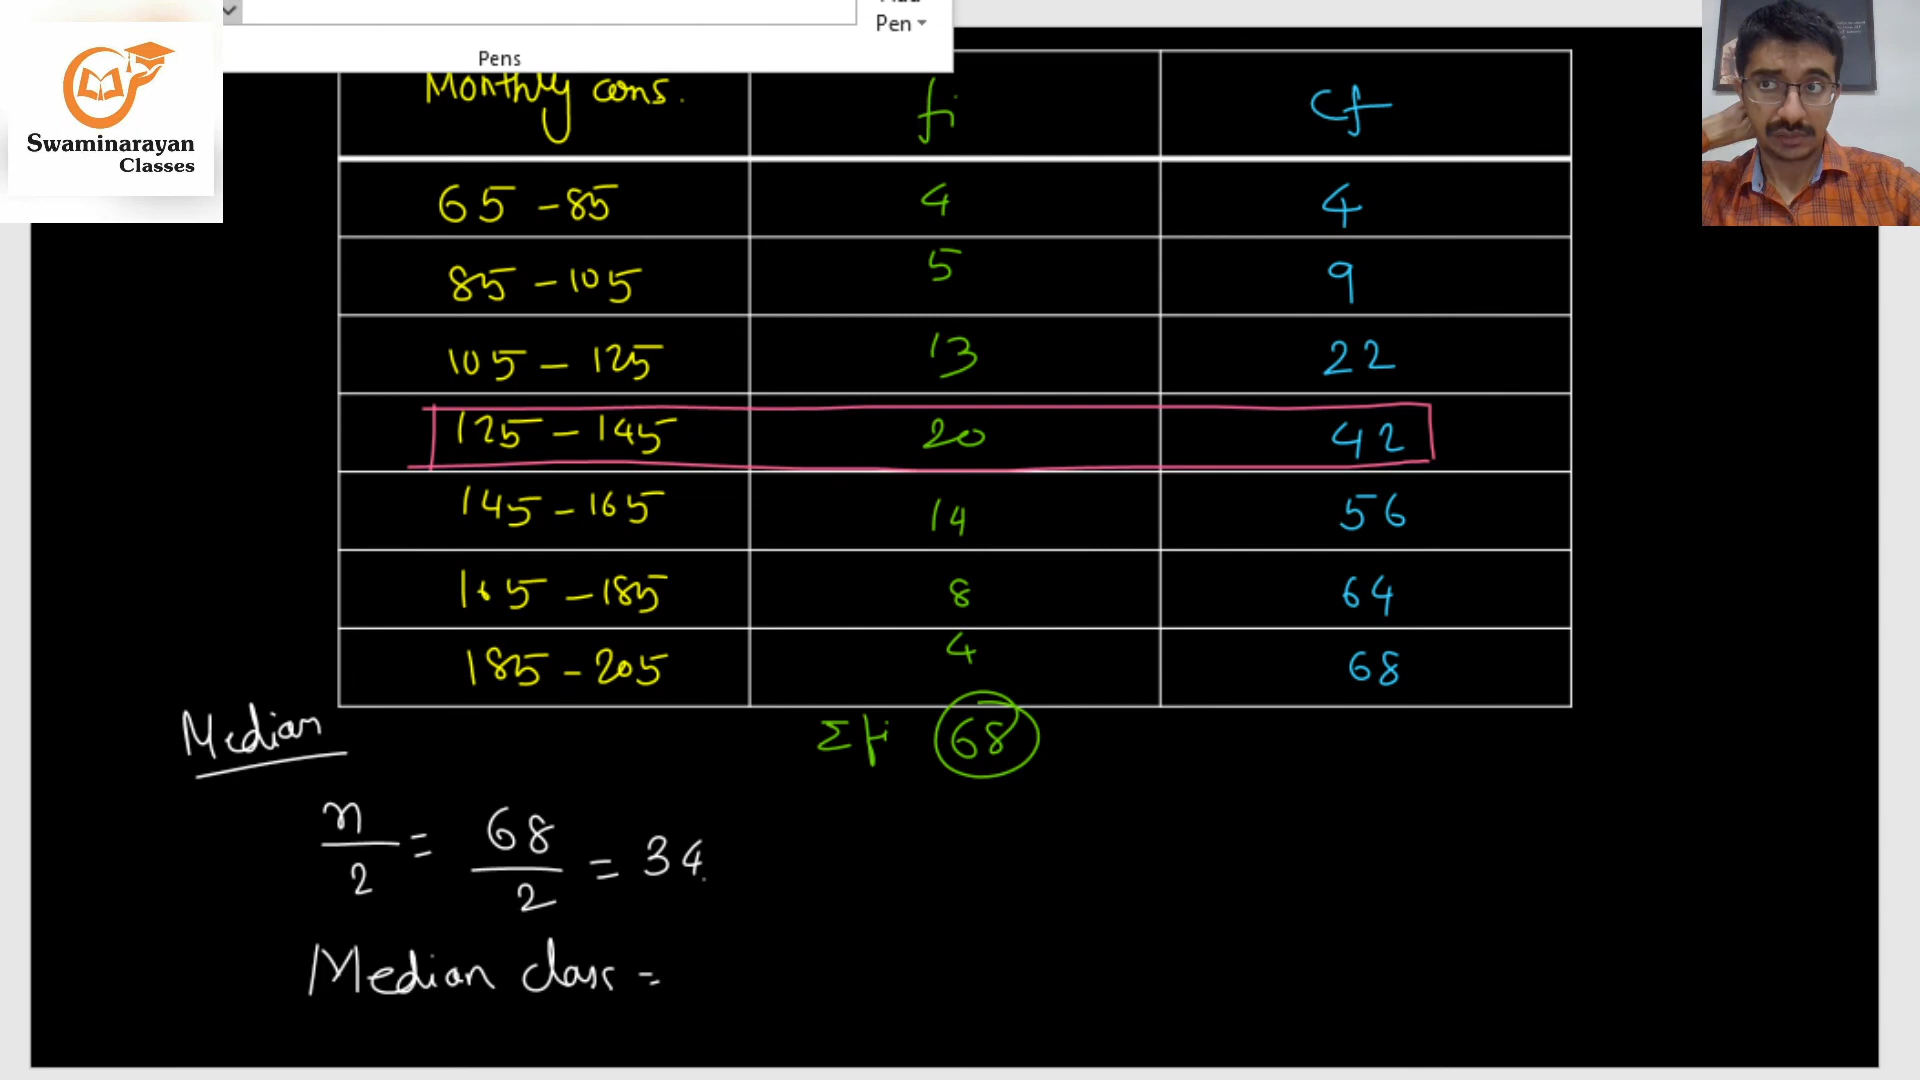 Pen
Pens
Swaminarayan
Classes
Monthly cons. fi cf
65 - 85 4 4
85 - 105 5 9
105 - 125 13 22
125 - 145 20 42
145 - 165 14 56
165 - 185 8 64
185 - 205 4 68
Σfi 68
Median
n/2 = 68/2 = 34
Median class =